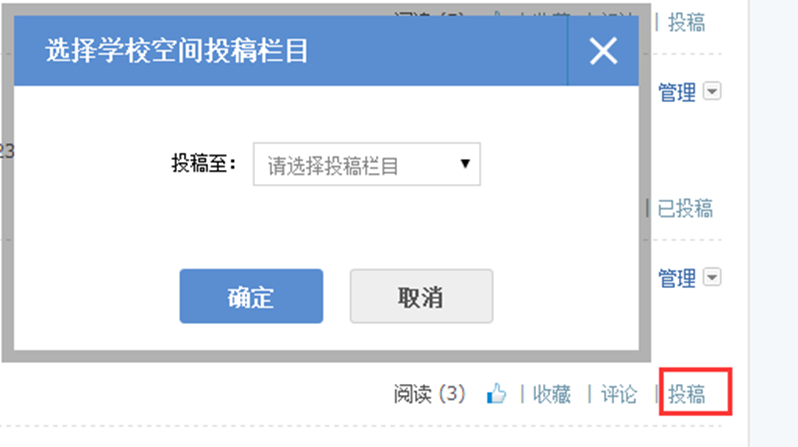 投稿
选择学校空间投稿栏目
管理
23
投稿至：
请选择投稿栏目
已投稿
管理
确定
取消
阅读 (3) | 收藏 | 评论 | 投稿